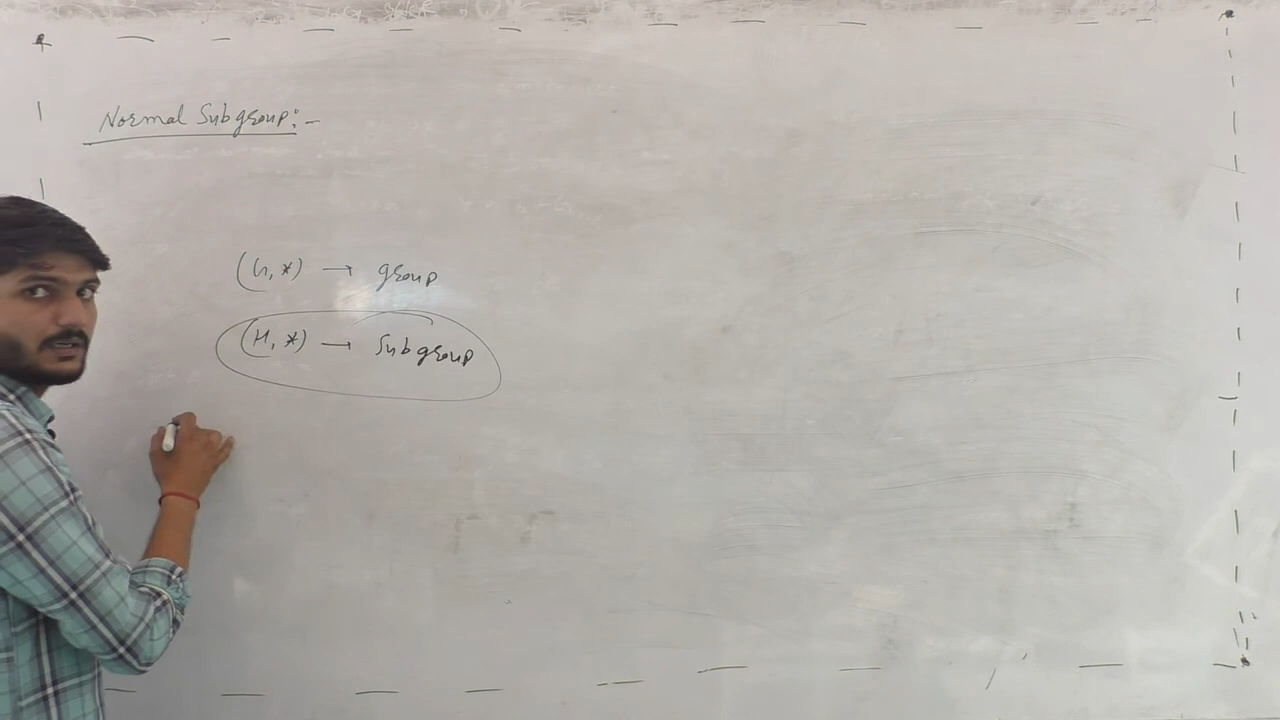 Normal Subgroup:-
(G, *) → group
(H, *) → Subgroup